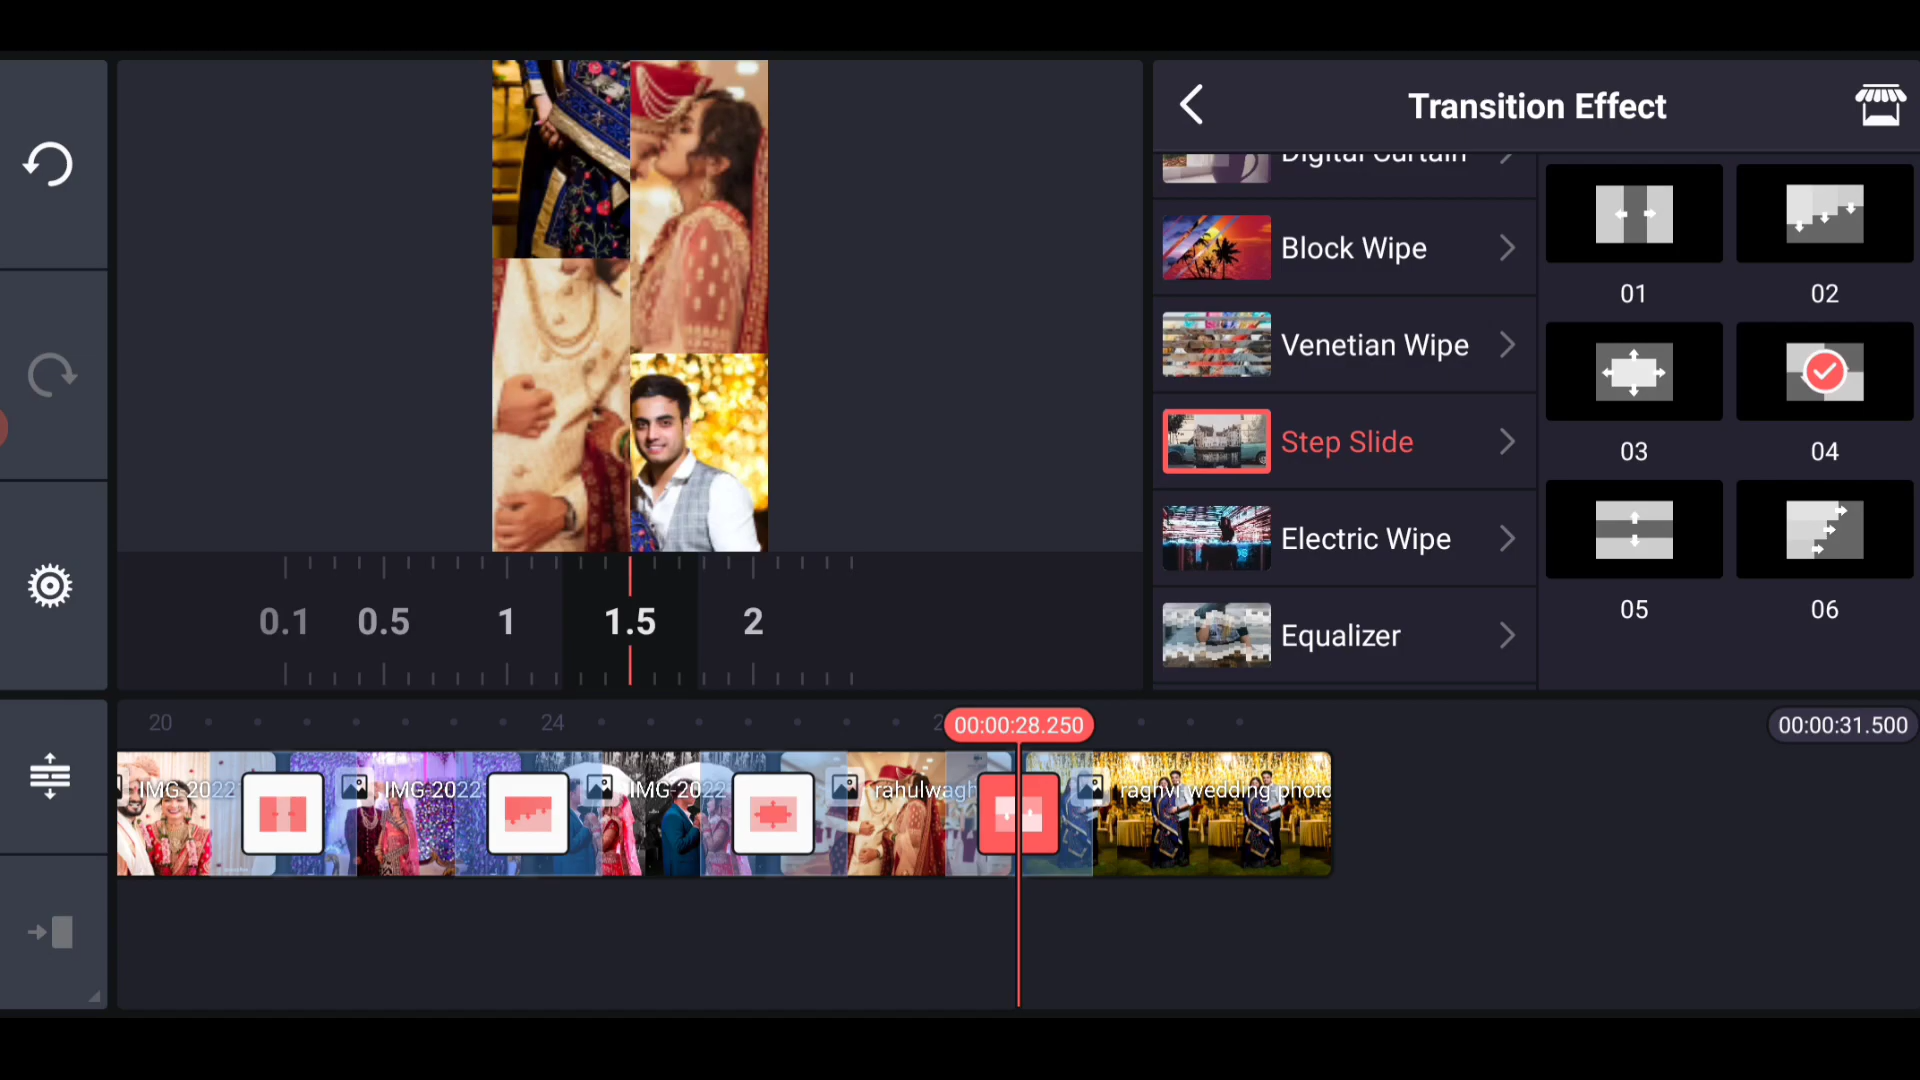 Transition Effect
Digital Curtain
Block Wipe
Venetian Wipe
Step Slide
Electric Wipe
Equalizer
01
02
03
04
05
06
0.1
0.5
1
1.5
2
20
24
2
00:00:28.250
00:00:31.500
IMG-2022
IMG-2022
IMG-2022
rahulwagh
raghvi-wedding-photo